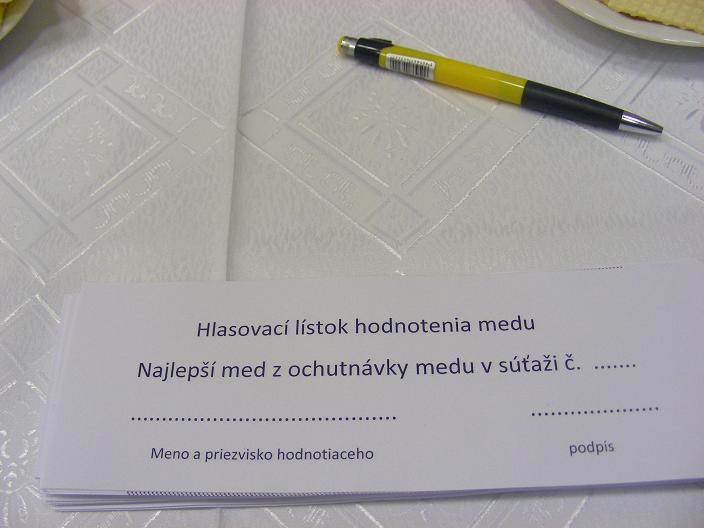 Hlasovací lístok hodnotenia medu
Najlepší med z ochutnávky medu v súťaži č. .......
........................................... .....................
Meno a priezvisko hodnotiaceho podpis